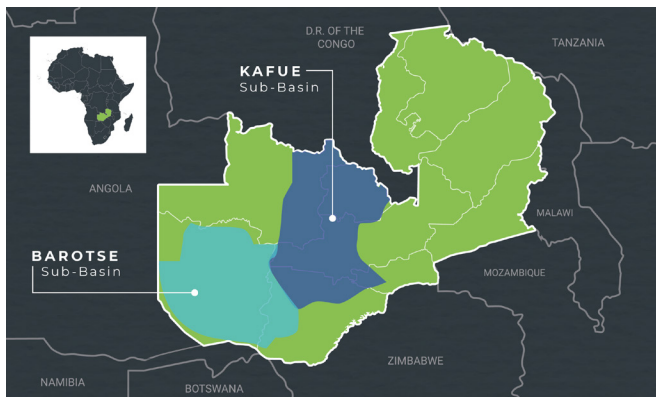 D.R. OF THE
CONGO
TANZANIA
KAFUE
Sub-Basin
ANGOLA
MALAWI
BAROTSE
Sub-Basin
MOZAMBIQUE
ZIMBABWE
NAMIBIA
BOTSWANA